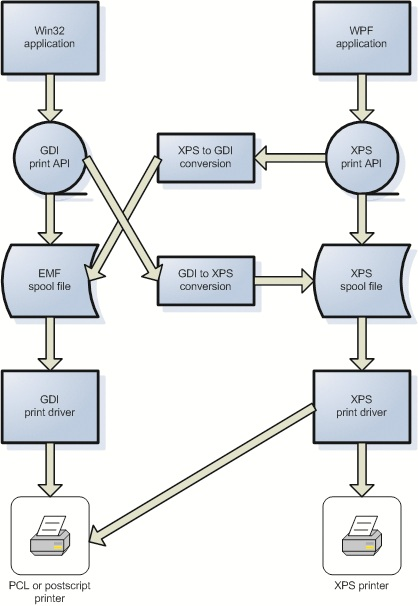 Win32
application
WPF
application
GDI
print API
XPS to GDI
conversion
XPS
print API
EMF
spool file
GDI to XPS
conversion
XPS
spool file
GDI
print driver
XPS
print driver
PCL or postscript
printer
XPS printer